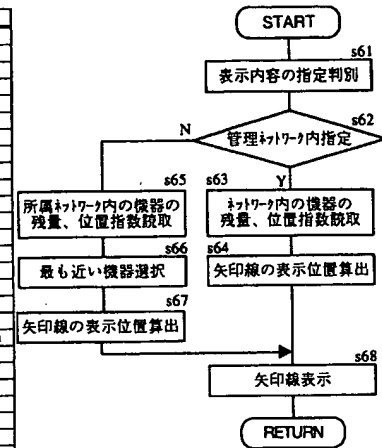 START
s61
表示内容の指定判別
s62
管理ネットワーク内指定
N
Y
s65
所属ネットワーク内の機器の
残量、位置指数読取
s63
ネットワーク内の機器の
残量、位置指数読取
s66
最も近い機器選択
s64
矢印線の表示位置算出
s67
矢印線の表示位置算出
s68
矢印線表示
RETURN